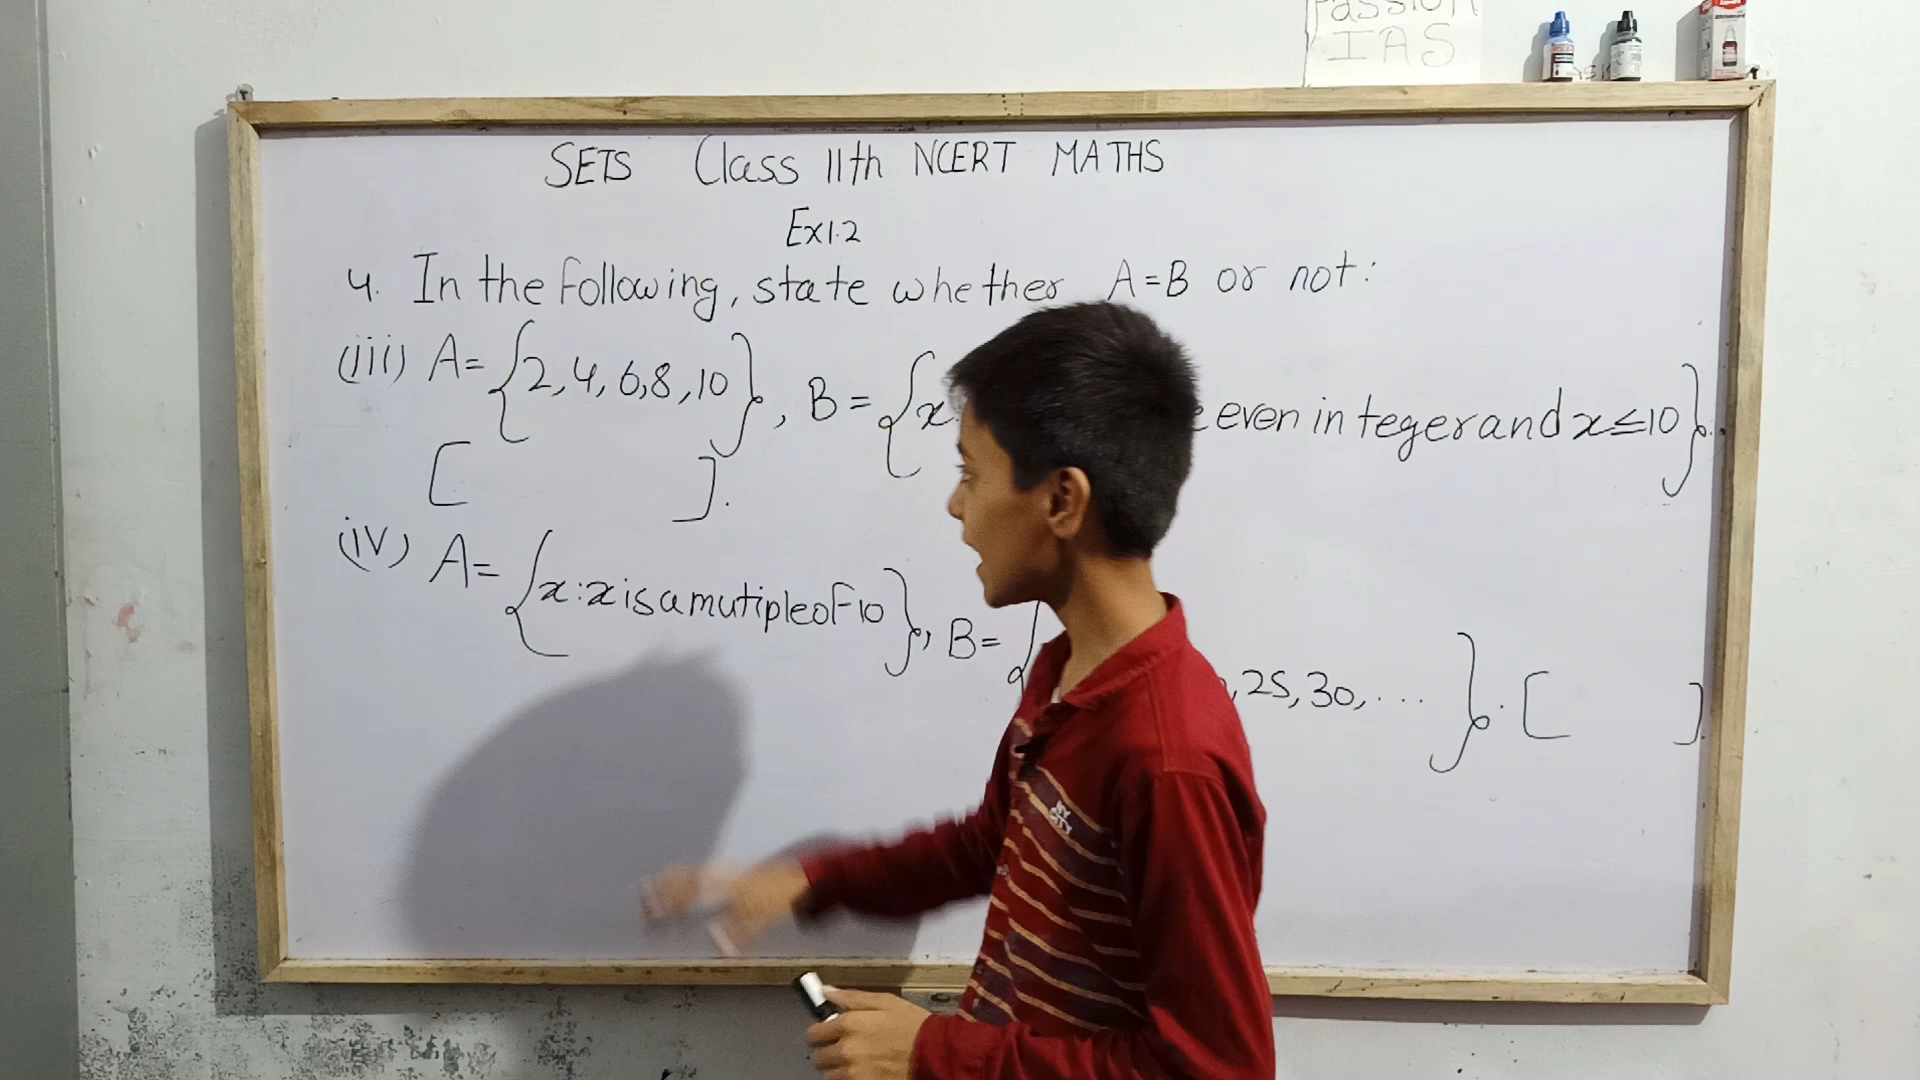 Passion
IAS
SETS Class 11th NCERT MATHS
Ex1.2
4. In the following, state whether A=B or not:
(iii) A= {2,4,6,8,10}, B = {x e even integer and x≤10}.
[ ].
(iv) A= {x:x is a mutiple of 10}, B= { ,25,30,... }. [ ]